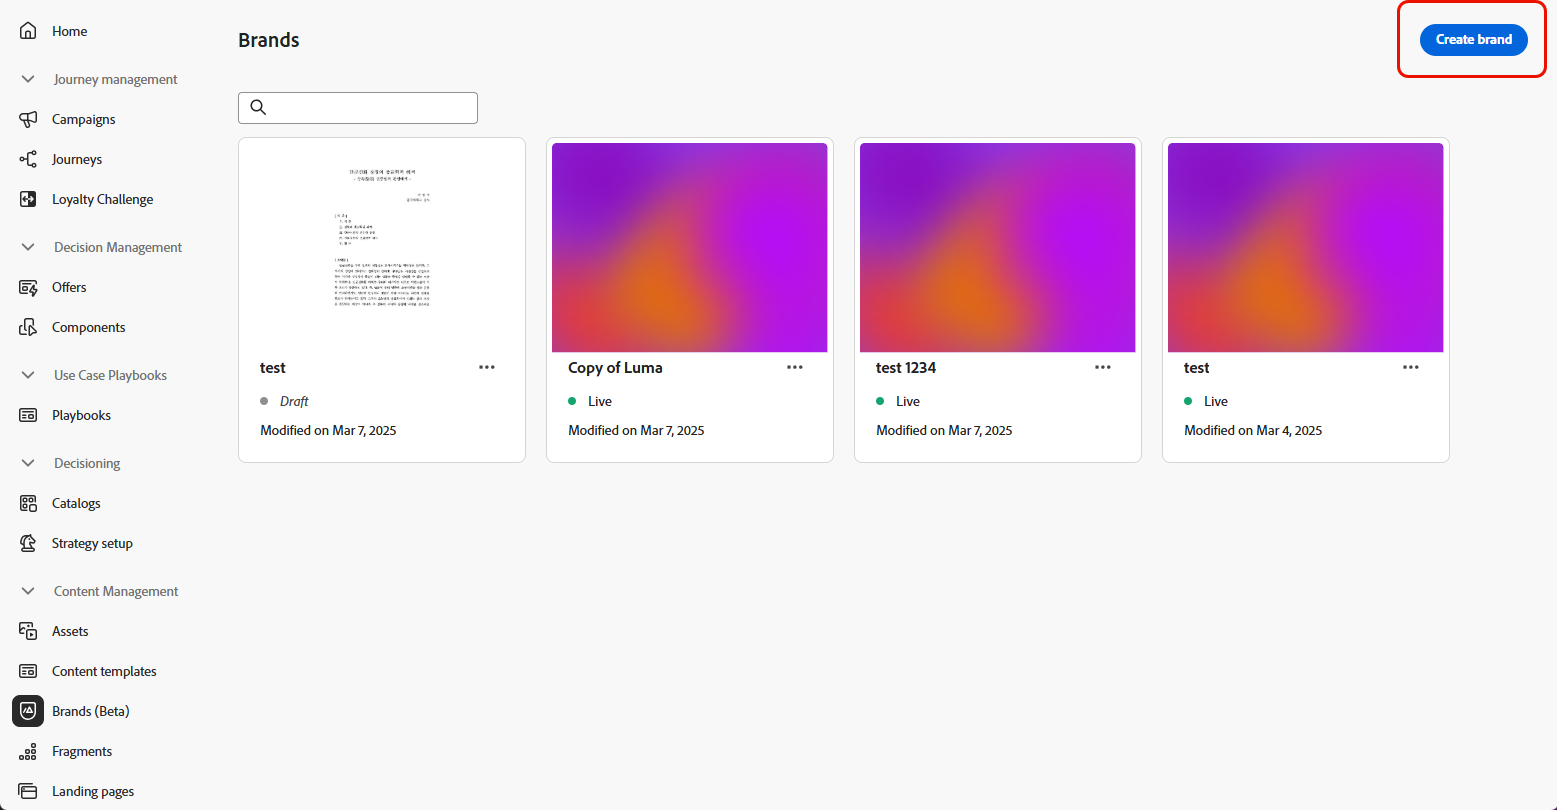 Home
Journey management
Campaigns
Journeys
Loyalty Challenge
Decision Management
Offers
Components
Use Case Playbooks
Playbooks
Decisioning
Catalogs
Strategy setup
Content Management
Assets
Content templates
Brands (Beta)
Fragments
Landing pages
Brands
Create brand
test
Draft
Modified on Mar 7, 2025
Copy of Luma
Live
Modified on Mar 7, 2025
test 1234
Live
Modified on Mar 7, 2025
test
Live
Modified on Mar 4, 2025